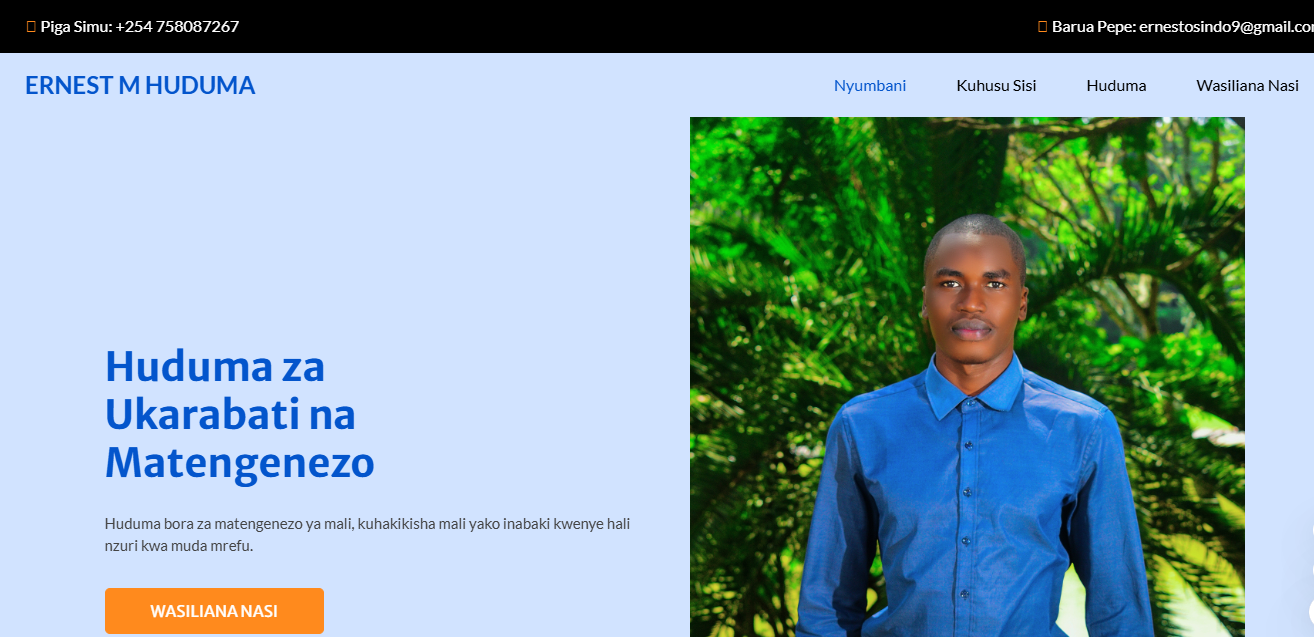 Piga Simu: +254 758087267
Barua Pepe: ernestosindo9@gmail.co
ERNEST M HUDUMA
Nyumbani
Kuhusu Sisi
Huduma
Wasiliana Nasi
Huduma za
Ukarabati na
Matengenezo
Huduma bora za matengenezo ya mali, kuhakikisha mali yako inabaki kwenye hali
nzuri kwa muda mrefu.
WASILIANA NASI